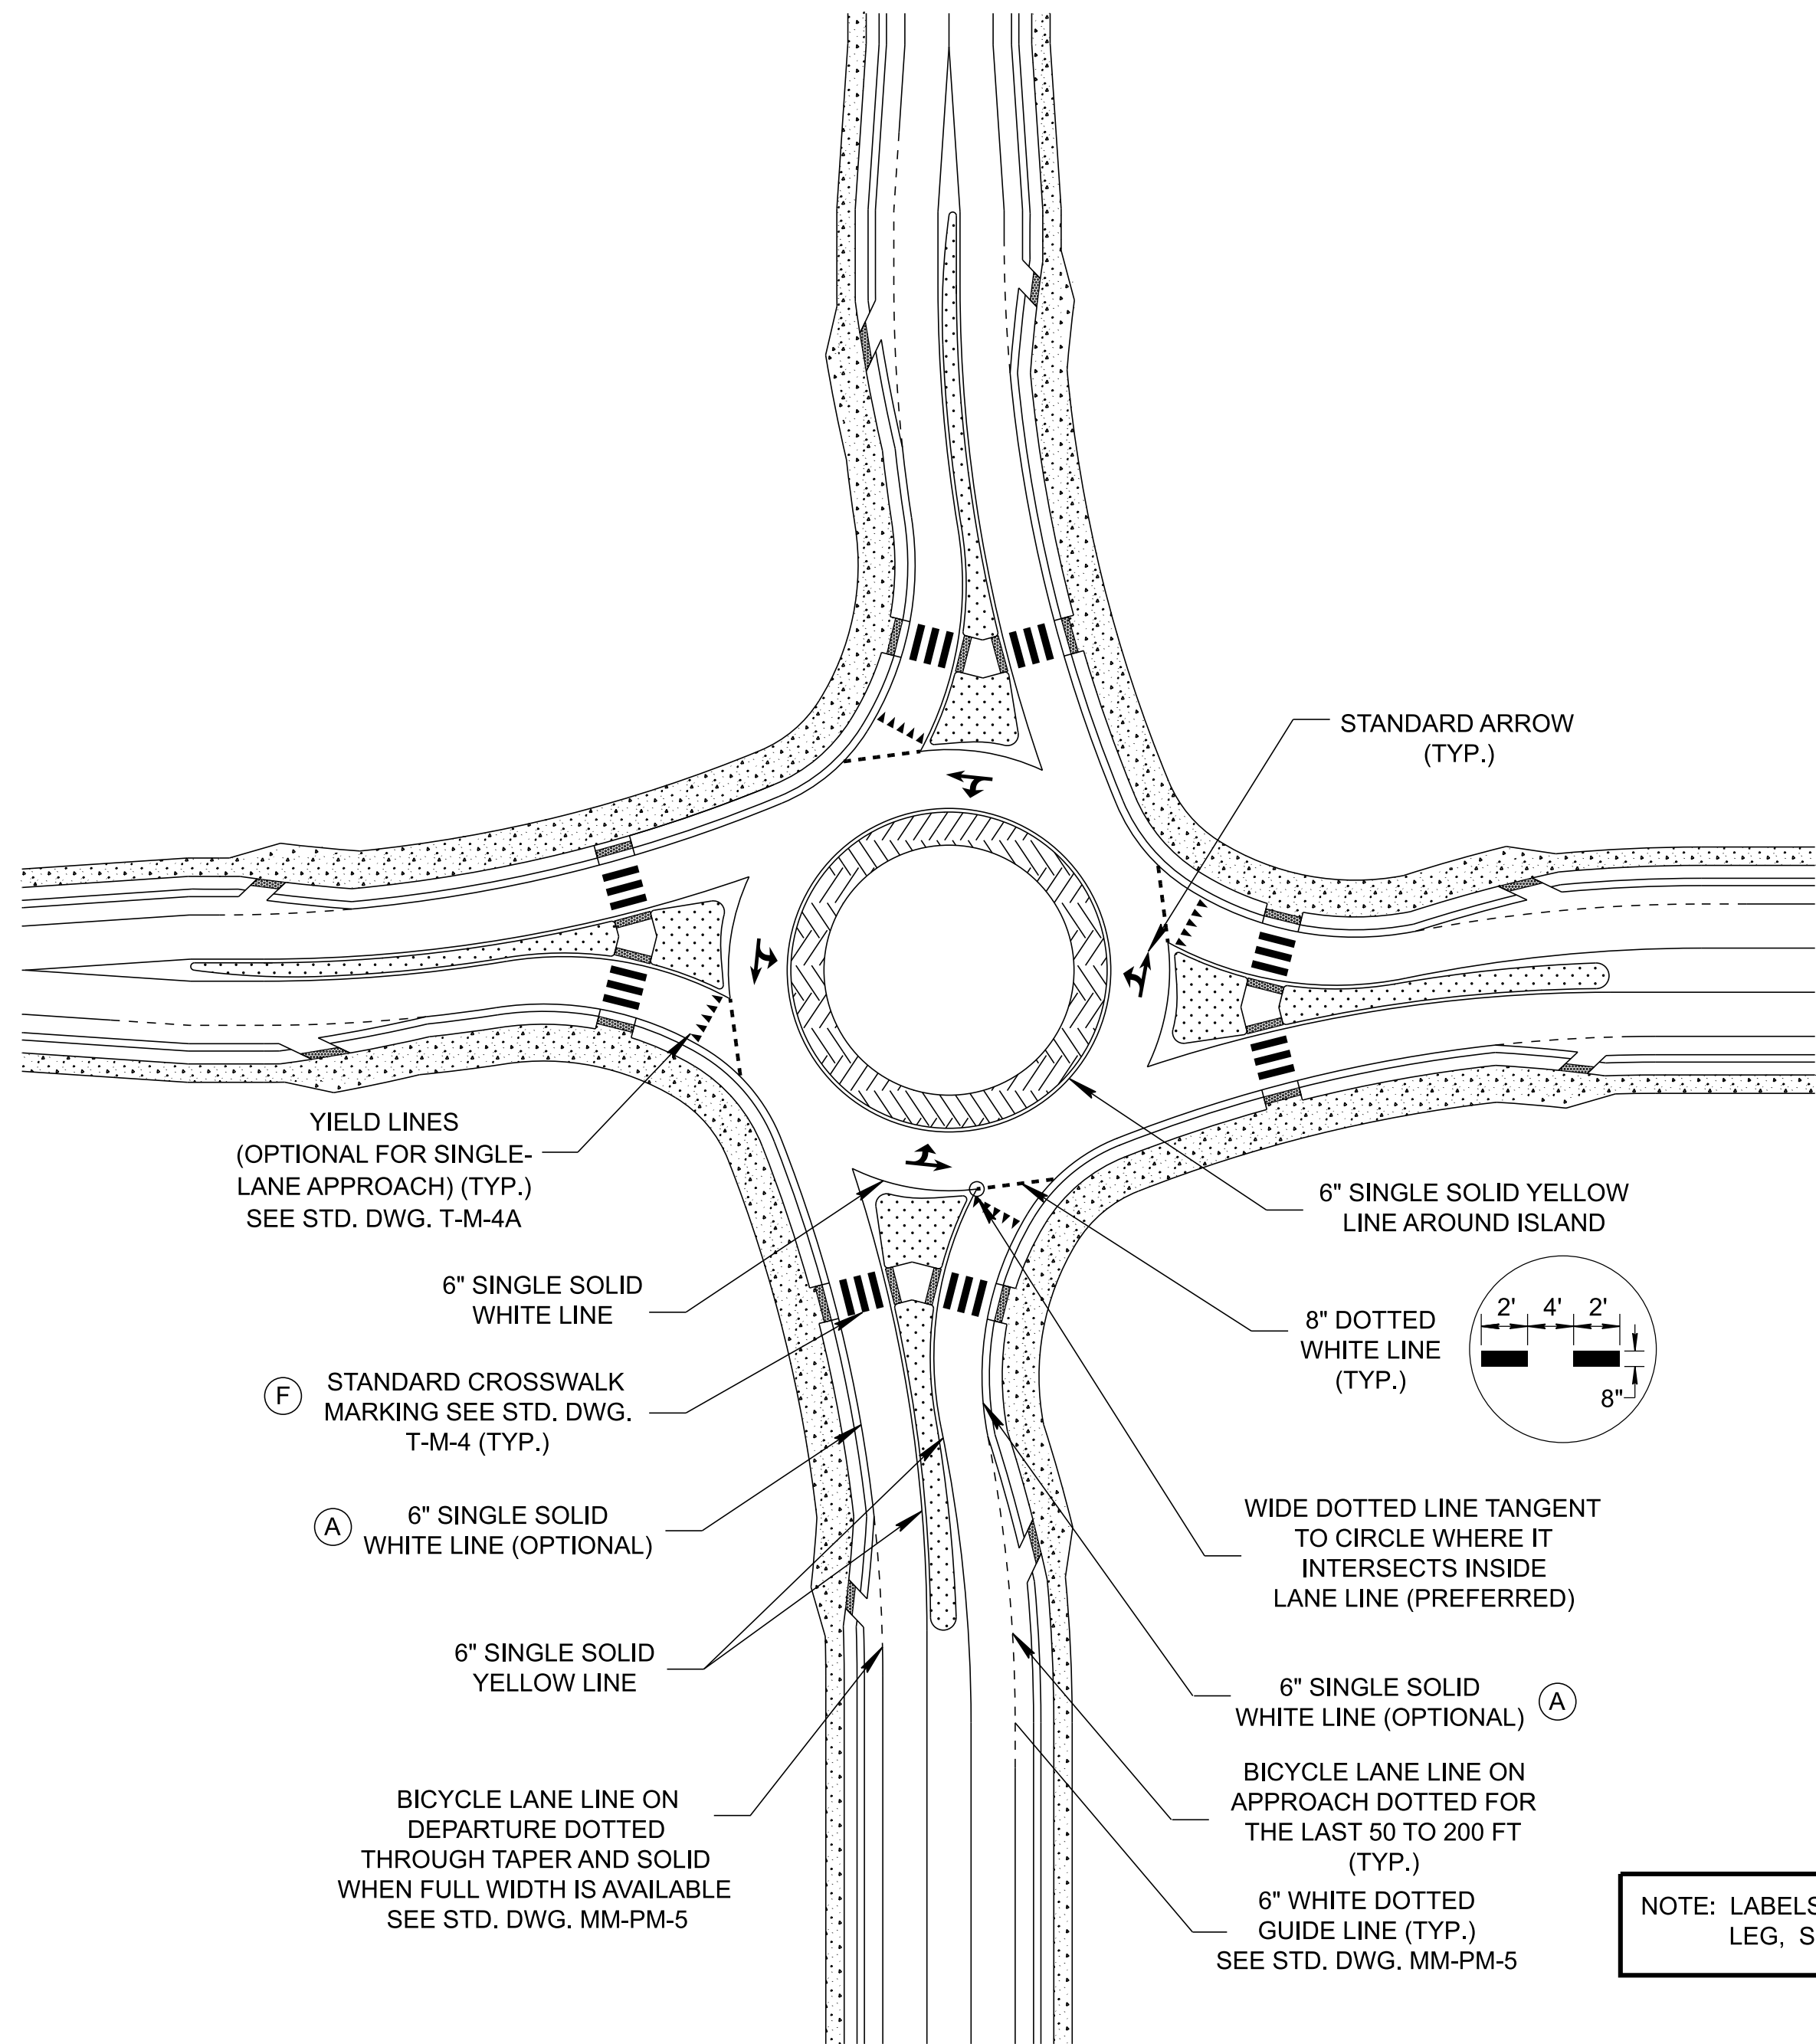 STANDARD ARROW
(TYP.)
YIELD LINES
(OPTIONAL FOR SINGLE-
LANE APPROACH) (TYP.)
SEE STD. DWG. T-M-4A
6" SINGLE SOLID YELLOW
LINE AROUND ISLAND
6" SINGLE SOLID
WHITE LINE
8" DOTTED
WHITE LINE
(TYP.)
2' 4' 2'
8"
F
STANDARD CROSSWALK
MARKING SEE STD. DWG.
T-M-4 (TYP.)
A
6" SINGLE SOLID
WHITE LINE (OPTIONAL)
WIDE DOTTED LINE TANGENT
TO CIRCLE WHERE IT
INTERSECTS INSIDE
LANE LINE (PREFERRED)
6" SINGLE SOLID
YELLOW LINE
6" SINGLE SOLID
WHITE LINE (OPTIONAL)
A
BICYCLE LANE LINE ON
DEPARTURE DOTTED
THROUGH TAPER AND SOLID
WHEN FULL WIDTH IS AVAILABLE
SEE STD. DWG. MM-PM-5
BICYCLE LANE LINE ON
APPROACH DOTTED FOR
THE LAST 50 TO 200 FT
(TYP.)
6" WHITE DOTTED
GUIDE LINE (TYP.)
SEE STD. DWG. MM-PM-5
NOTE: LABELS
LEG, S